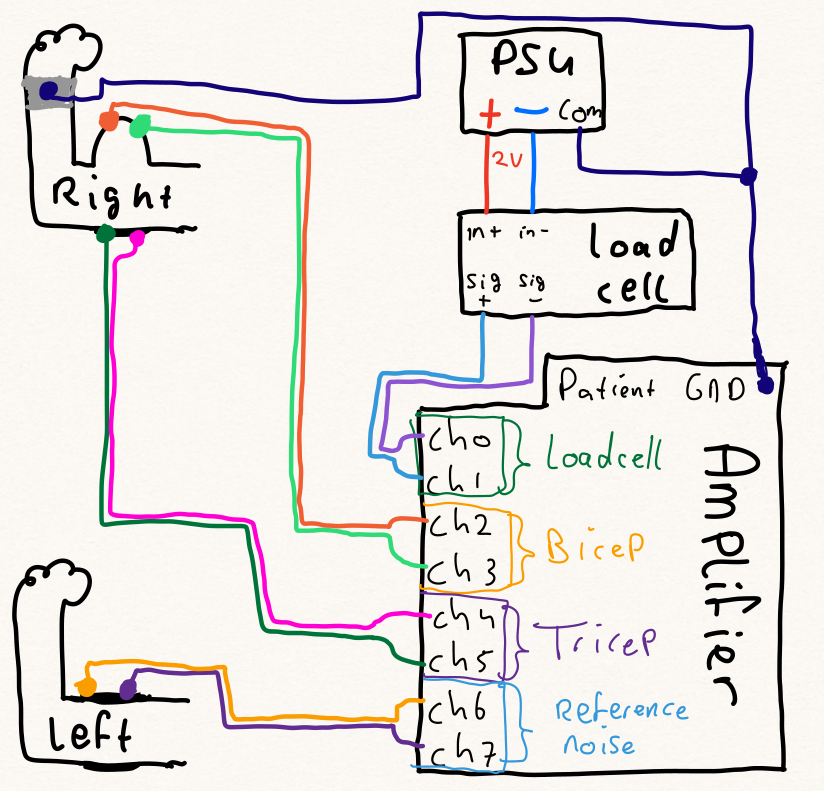 PSU
+ − Com
2V
in+ in-
Load
sig sig
cell
+ −
Right
Patient GND
Ch0
Loadcell
Ch1
Ch2
Bicep
Ch3
Ch4
Tricep
Ch5
Ch6
Reference
noise
Ch7
Amplifier
Left